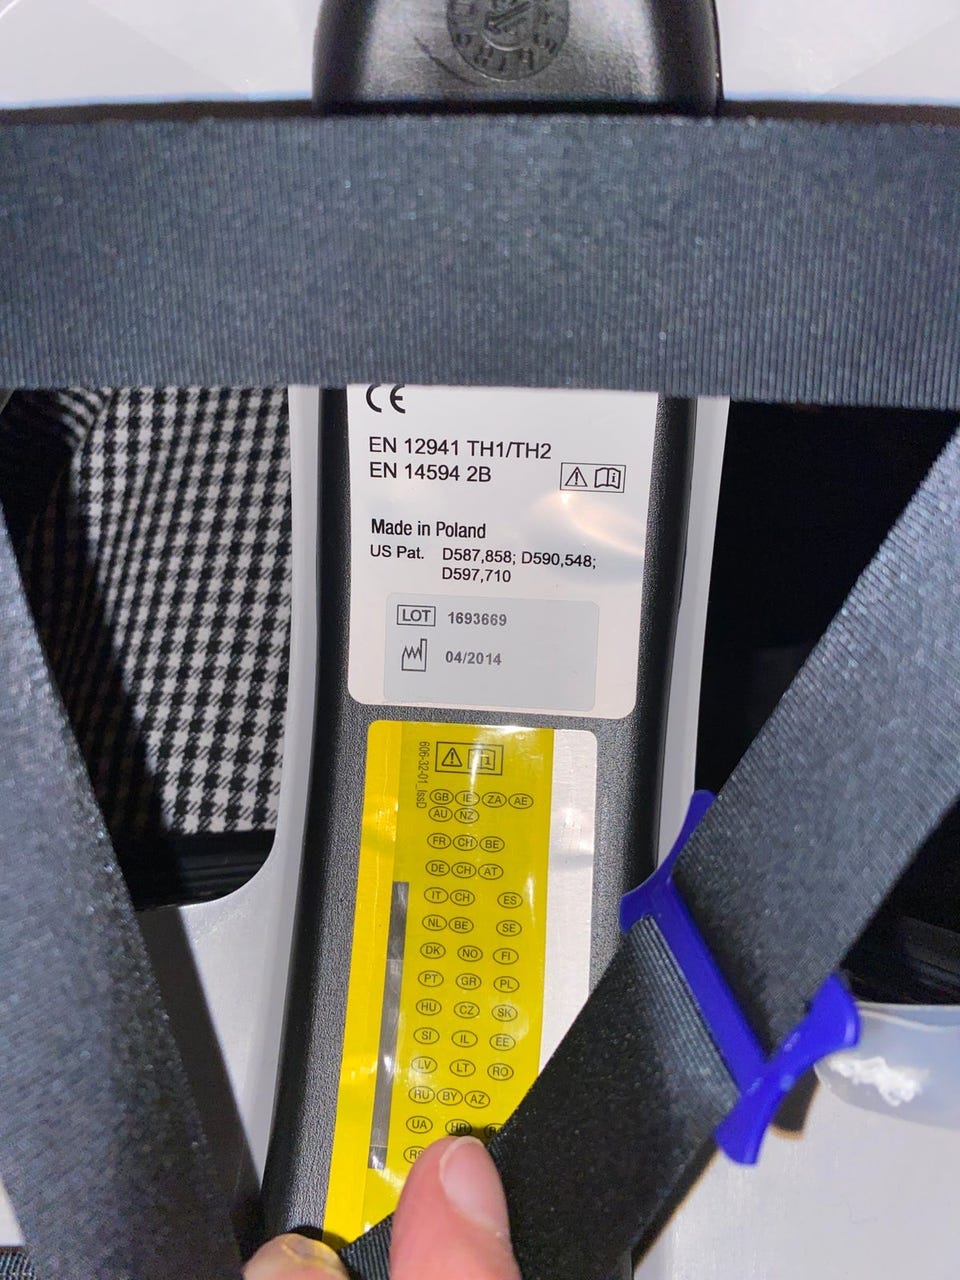 CE
EN 12941 TH1/TH2
EN 14594 2B
Made in Poland
US Pat. D587,858; D590,548;
D597,710
LOT 1693669
04/2014
606-32-01_IssD
GB IE ZA AE
AU NZ
FR CH BE
DE CH AT
IT CH ES
NL BE SE
DK NO FI
PT GR PL
HU CZ SK
SI IL EE
LV LT RO
RU BY AZ
UA HR